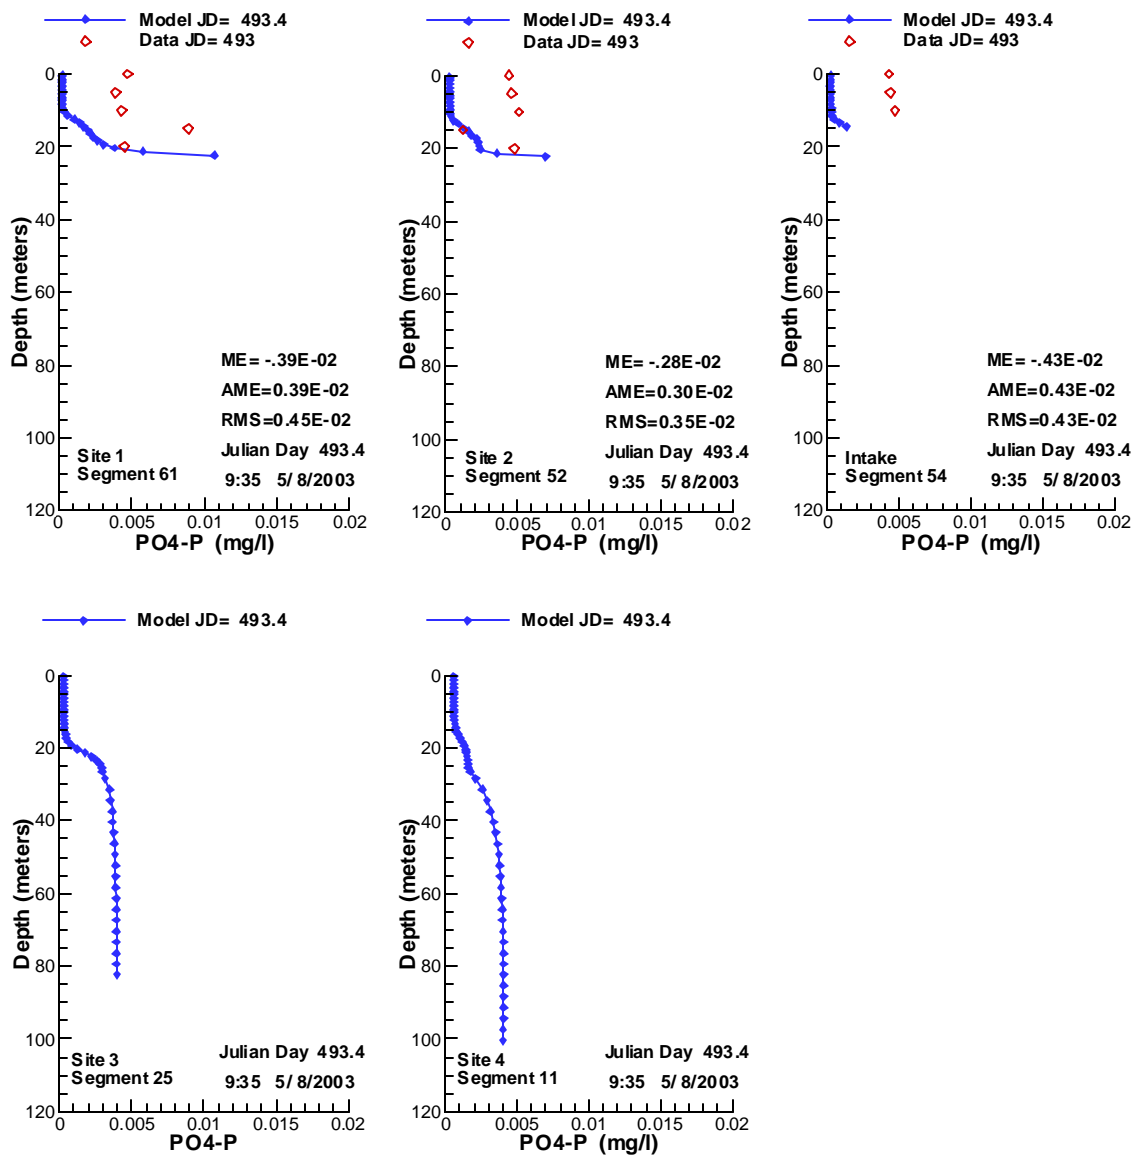 Model JD= 493.4
Data JD= 493
0
20
40
60
80
100
120
Depth (meters)
ME= -.39E-02
AME=0.39E-02
RMS=0.45E-02
Julian Day 493.4
9:35 5/ 8/2003
Site 1
Segment 61
0 0.005 0.01 0.015 0.02
PO4-P (mg/l)
Model JD= 493.4
Data JD= 493
0
20
40
60
80
100
120
Depth (meters)
ME= -.28E-02
AME=0.30E-02
RMS=0.35E-02
Julian Day 493.4
9:35 5/ 8/2003
Site 2
Segment 52
0 0.005 0.01 0.015 0.02
PO4-P (mg/l)
Model JD= 493.4
Data JD= 493
0
20
40
60
80
100
120
Depth (meters)
ME= -.43E-02
AME=0.43E-02
RMS=0.43E-02
Julian Day 493.4
9:35 5/ 8/2003
Intake
Segment 54
0 0.005 0.01 0.015 0.02
PO4-P (mg/l)
Model JD= 493.4
0
20
40
60
80
100
120
Depth (meters)
Julian Day 493.4
9:35 5/ 8/2003
Site 3
Segment 25
0 0.005 0.01 0.015 0.02
PO4-P
Model JD= 493.4
0
20
40
60
80
100
120
Depth (meters)
Julian Day 493.4
9:35 5/ 8/2003
Site 4
Segment 11
0 0.005 0.01 0.015 0.02
PO4-P (mg/l)